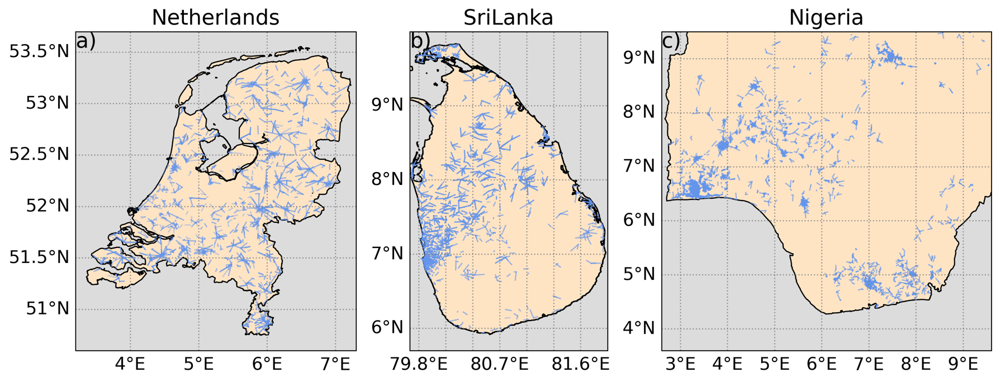 Netherlands
a)
53.5°N
53°N
52.5°N
52°N
51.5°N
51°N
4°E 5°E 6°E 7°E
SriLanka
b)
9°N
8°N
7°N
6°N
79.8°E 80.7°E 81.6°E
Nigeria
c)
9°N
8°N
7°N
6°N
5°N
4°N
3°E 4°E 5°E 6°E 7°E 8°E 9°E